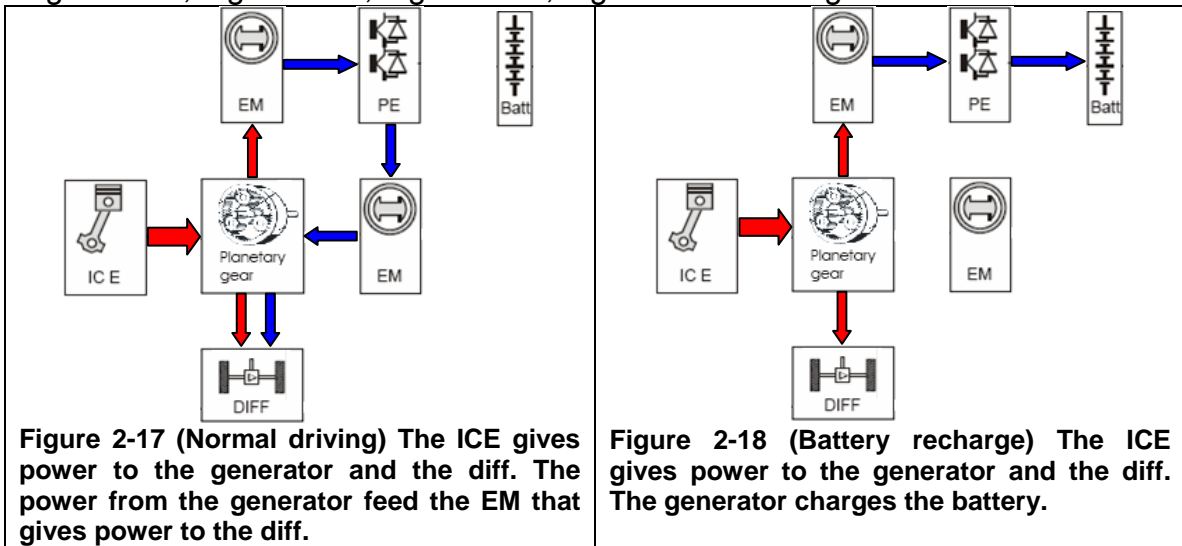 EM
PE
Batt
IC E
Planetary
gear
EM
DIFF
Figure 2-17 (Normal driving) The ICE gives
power to the generator and the diff. The
power from the generator feed the EM that
gives power to the diff.
EM
PE
Batt
IC E
Planetary
gear
EM
DIFF
Figure 2-18 (Battery recharge) The ICE
gives power to the generator and the diff.
The generator charges the battery.